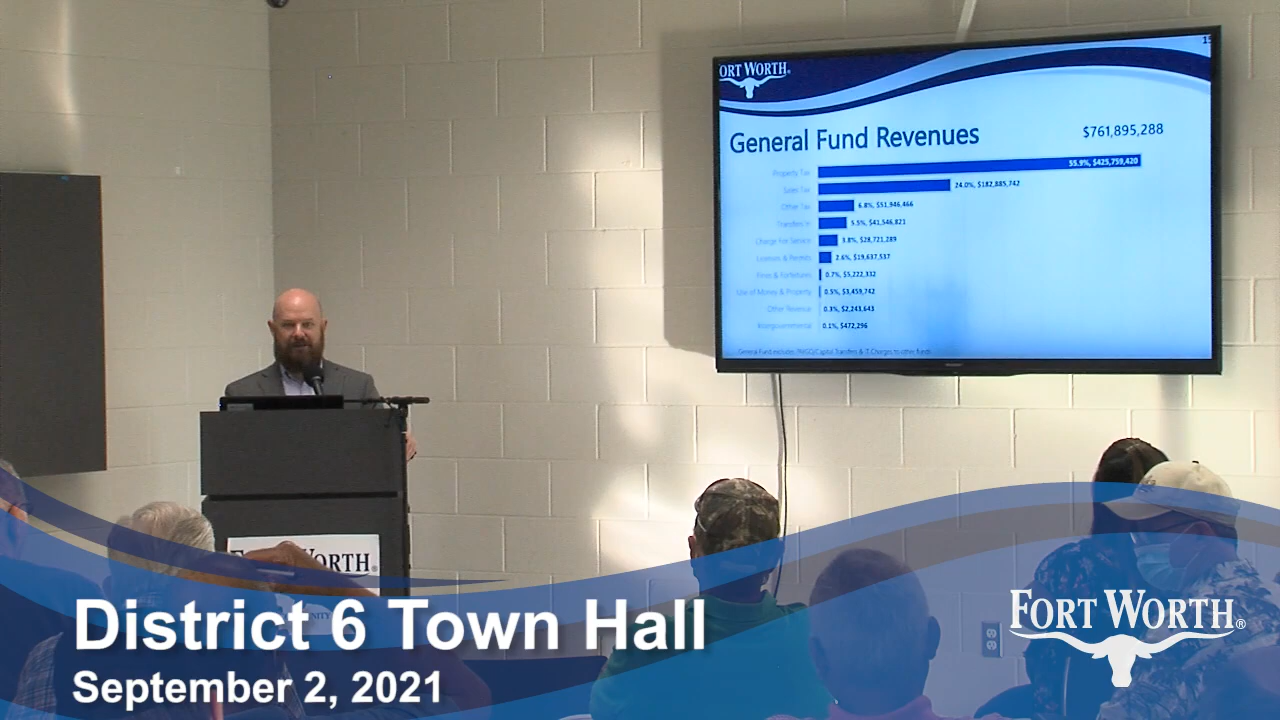 15
ORT WORTH®
General Fund Revenues
$761,895,288
Property Tax
55.9%, $425,759,420
Sales Tax
24.0%, $182,885,742
Other Tax
6.8%, $51,946,466
Transfers In
5.5%, $41,546,821
Charge For Service
3.8%, $28,721,289
Licenses & Permits
2.6%, $19,637,537
Fines & Forfeitures
0.7%, $5,222,332
Use of Money & Property
0.5%, $3,459,742
Other Revenue
0.3%, $2,243,643
Intergovernmental
0.1%, $472,296
FORT WORTH®
District 6 Town Hall
September 2, 2021
FORT WORTH®